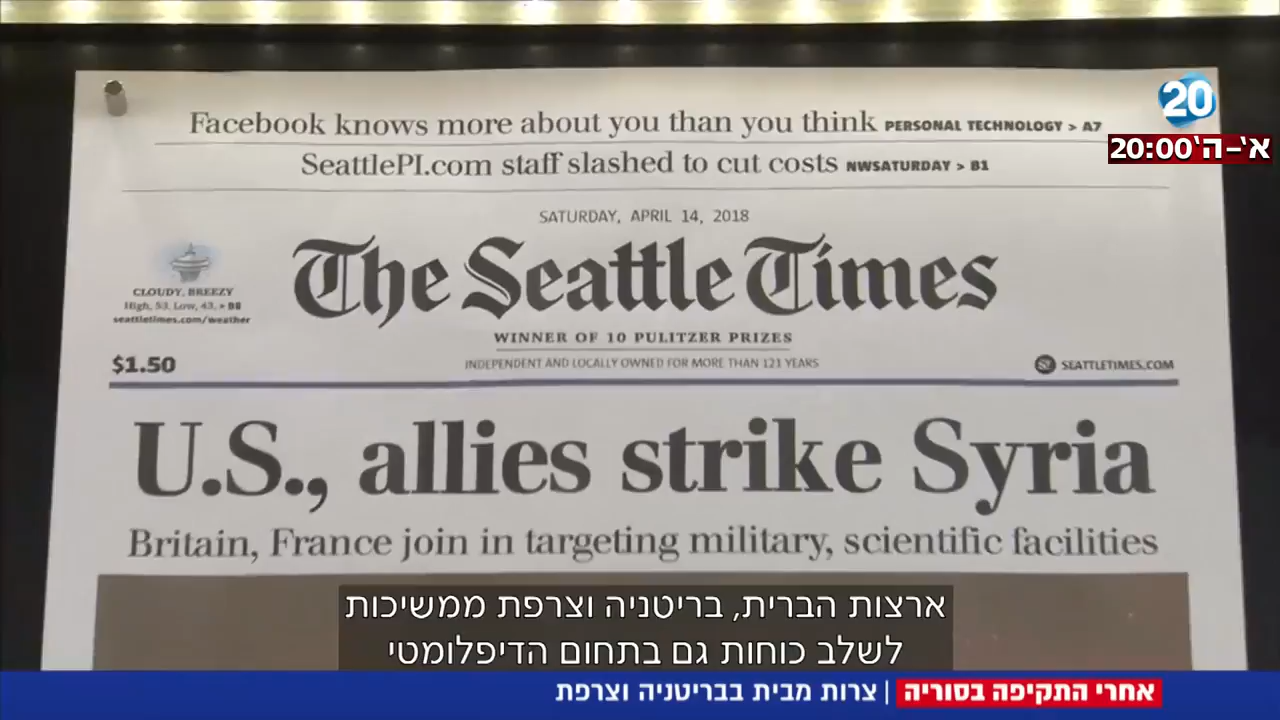 Facebook knows more about you than you think PERSONAL TECHNOLOGY > A7
SeattlePI.com staff slashed to cut costs NWSATURDAY > B1
20
א'-ה' 20:00
SATURDAY, APRIL 14, 2018
The Seattle Times
CLOUDY, BREEZY
High, 53. Low, 43. > B8
seattletimes.com/weather
WINNER OF 10 PULITZER PRIZES
$1.50
INDEPENDENT AND LOCALLY OWNED FOR MORE THAN 121 YEARS
ST SEATTLETIMES.COM
U.S., allies strike Syria
Britain, France join in targeting military, scientific facilities
ארצות הברית, בריטניה וצרפת ממשיכות
לשלב כוחות גם בתחום הדיפלומטי
אחרי התקיפה בסוריה | צרות מבית בבריטניה וצרפת